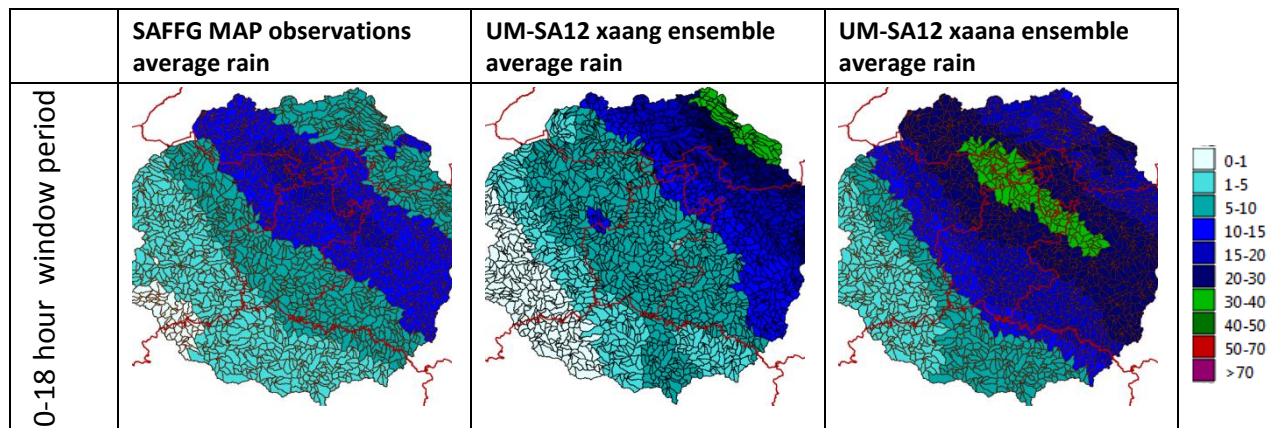 SAFFG MAP observations
average rain
UM-SA12 xaang ensemble
average rain
UM-SA12 xaana ensemble
average rain
0-18 hour window period
0-1
1-5
5-10
10-15
15-20
20-30
30-40
40-50
50-70
>70